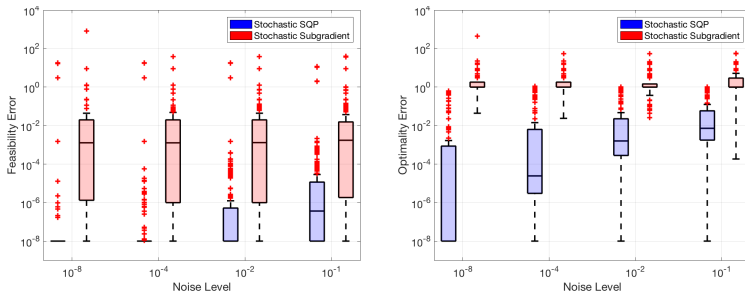 10^4
10^2
10^0
10^-2
10^-4
10^-6
10^-8
Feasibility Error
Stochastic SQP
Stochastic Subgradient
10^-8
10^-4
10^-2
10^-1
Noise Level
10^4
10^2
10^0
10^-2
10^-4
10^-6
10^-8
Optimality Error
Stochastic SQP
Stochastic Subgradient
10^-8
10^-4
10^-2
10^-1
Noise Level